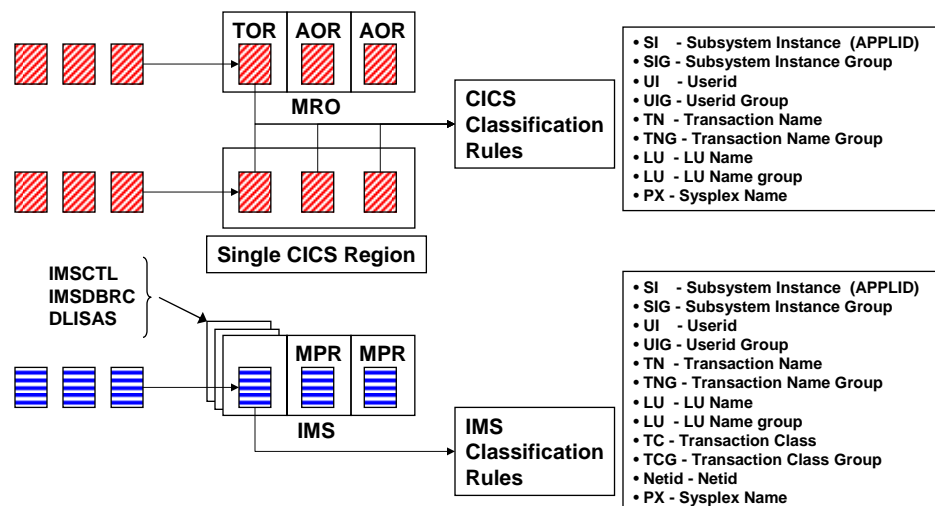 TOR AOR AOR
MRO
CICS
Classification
Rules
• SI - Subsystem Instance (APPLID)
• SIG - Subsystem Instance Group
• UI - Userid
• UIG - Userid Group
• TN - Transaction Name
• TNG - Transaction Name Group
• LU - LU Name
• LU - LU Name group
• PX - Sysplex Name
Single CICS Region
IMSCTL
IMSDBRC
DLISAS
MPR MPR
IMS
IMS
Classification
Rules
• SI - Subsystem Instance (APPLID)
• SIG - Subsystem Instance Group
• UI - Userid
• UIG - Userid Group
• TN - Transaction Name
• TNG - Transaction Name Group
• LU - LU Name
• LU - LU Name group
• TC - Transaction Class
• TCG - Transaction Class Group
• Netid - Netid
• PX - Sysplex Name